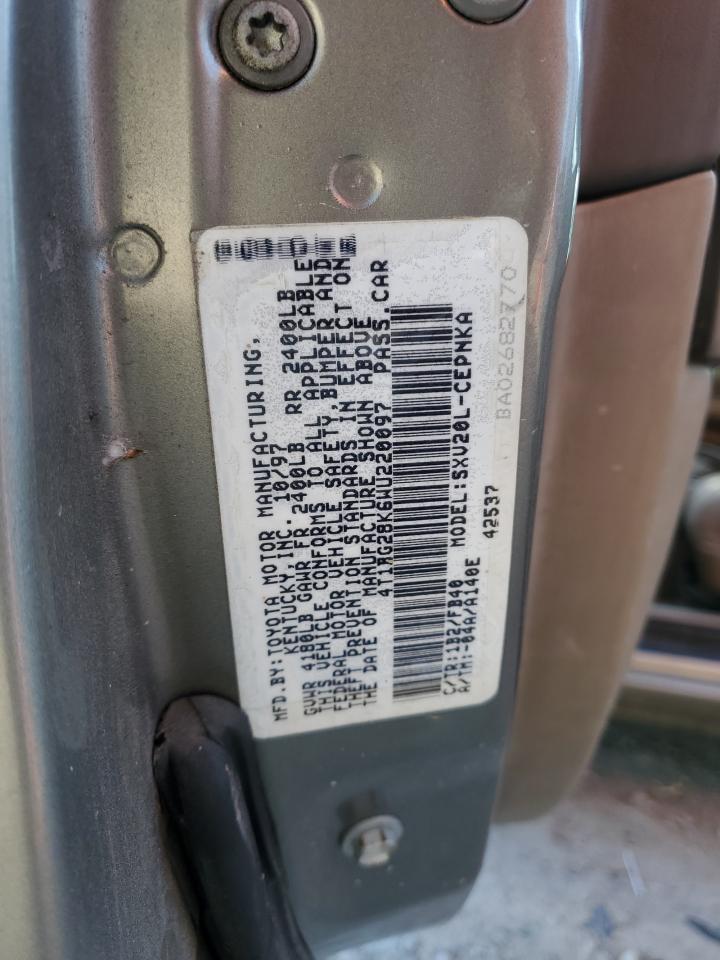 MFD.BY:TOYOTA MOTOR MANUFACTURING,
KENTUCKY,INC. 10/97
GVWR 4180LB GAWR FR 2400LB RR 2400LB
THIS VEHICLE CONFORMS TO ALL APPLICABLE
FEDERAL MOTOR VEHICLE SAFETY,BUMPER AND
THEFT PREVENTION STANDARDS IN EFFECT ON
THE DATE OF MANUFACTURE SHOWN ABOVE
4T1BG28K6WU220097 PASS.CAR
C/TR:1B2/FB40 MODEL:SXV20L-CEPNKA
A/TM:-04A/A140E 42537
BA02682770